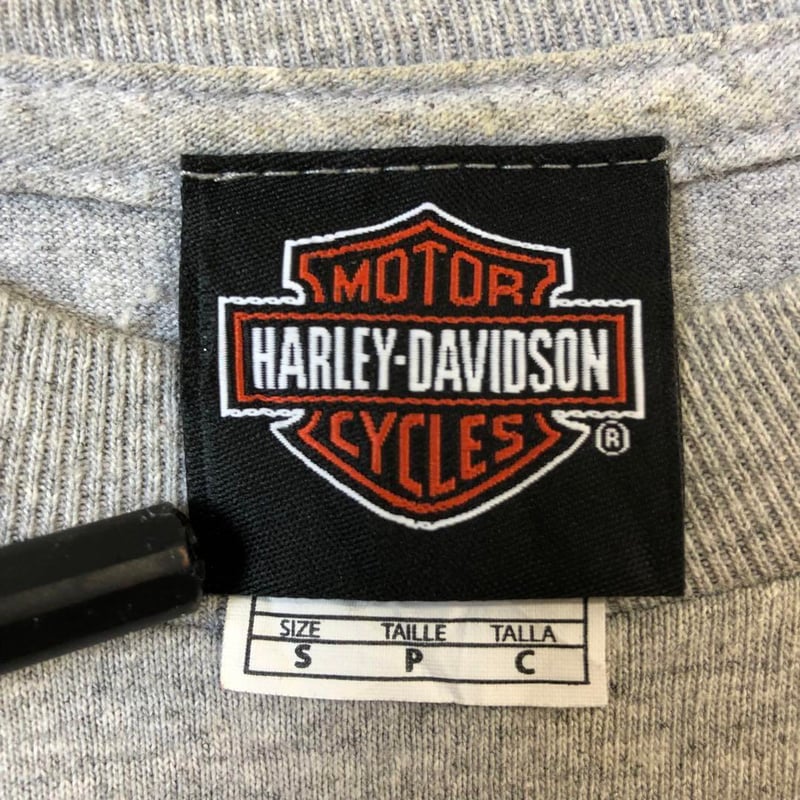 MOTOR
HARLEY-DAVIDSON
CYCLES ®
SIZE TAILLE TALLA
S P C